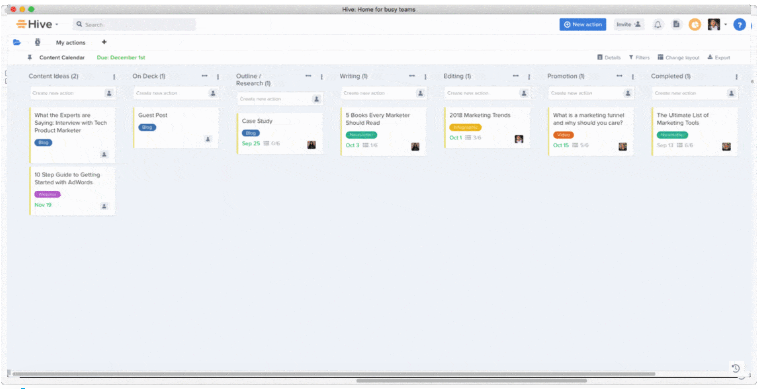 Hive: Home for busy teams
Hive
Search
New action
Invite
?
My actions
+
Content Calendar Due: December 1st
Details Filters Change layout Export
Content Ideas (2)
Create new action
What the Experts are
Saying: Interview with Tech
Product Marketer
Blog
10 Step Guide to Getting
Started with AdWords
Nov 19
On Deck (1)
Create new action
Guest Post
Blog
Outline /
Research (1)
Create new action
Case Study
Blog
Sep 25
Writing (1)
Create new action
5 Books Every Marketer
Should Read
Newsletter
Oct 3 1/6
Editing (1)
Create new action
2018 Marketing Trends
Oct 1 3/6
Promotion (1)
Create new action
What is a marketing funnel
and why should you care?
Video
Oct 16 5/6
Completed (1)
Create new action
The Ultimate List of
Marketing Tools
Newsletter
Sep 13 6/6